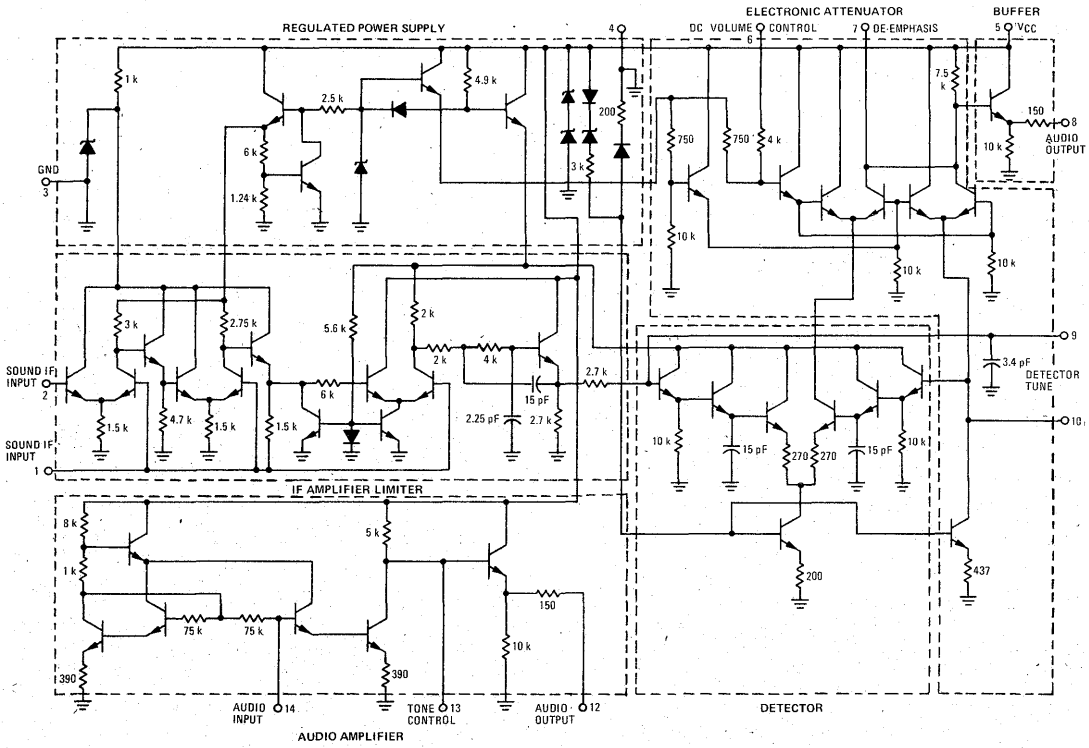 ELECTRONIC ATTENUATOR
BUFFER
REGULATED POWER SUPPLY
4
DC VOLUME CONTROL
6
7 DE-EMPHASIS
5 VCC
1 k
2.5 k
4.9 k
200
3 k
6 k
1.24 k
GND
3
750
750
4 k
7.5 k
150
8
AUDIO OUTPUT
10 k
10 k
10 k
10 k
3 k
2.75 k
5.6 k
2 k
2 k
4 k
6 k
15 pF
2.25 pF
2.7 k
2.7 k
SOUND IF INPUT
2
1.5 k
4.7 k
1.5 k
1.5 k
SOUND IF INPUT
1
IF AMPLIFIER LIMITER
9
3.4 pF
DETECTOR TUNE
10
10 k
15 pF
270
270
15 pF
10 k
200
437
DETECTOR
8 k
1 k
75 k
75 k
5 k
150
10 k
390
390
AUDIO INPUT
14
TONE CONTROL
13
AUDIO OUTPUT
12
AUDIO AMPLIFIER